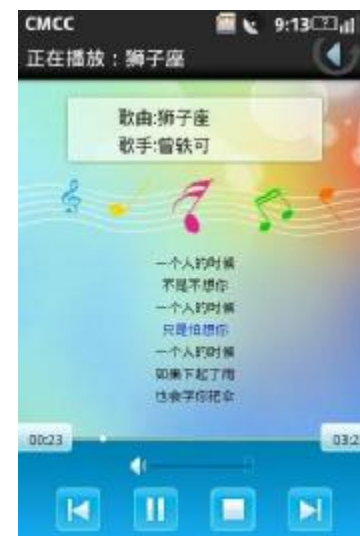 CMCC
9:13
正在播放：狮子座
歌曲:狮子座
歌手:曾轶可
一个人的时候
不是不想你
一个人的时候
只是怕想你
一个人的时候
如果下起了雨
也会学你把伞
00:23
03:2